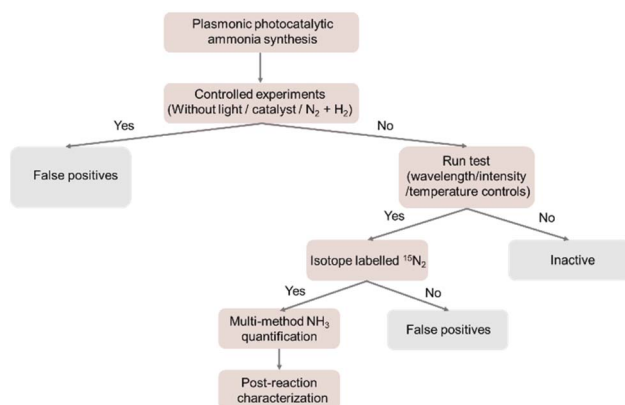 Plasmonic photocatalytic
ammonia synthesis
Controlled experiments
(Without light / catalyst / N₂ + H₂)
Yes
No
False positives
Run test
(wavelength/intensity
/temperature controls)
Yes
No
Isotope labelled ¹⁵N₂
Inactive
Yes
No
Multi-method NH₃
quantification
False positives
Post-reaction
characterization